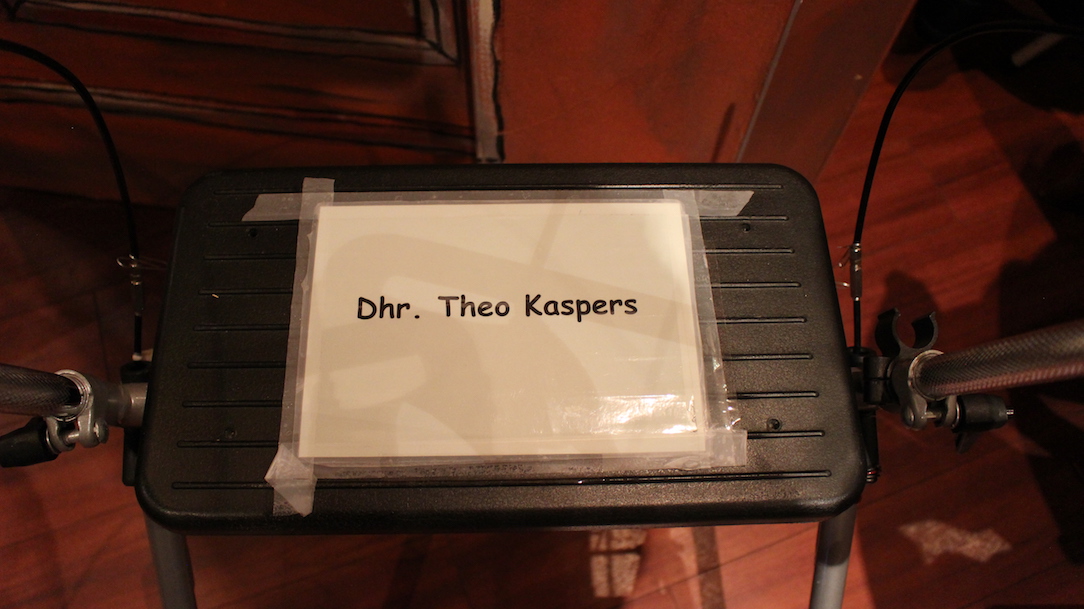 Dhr. Theo Kaspers